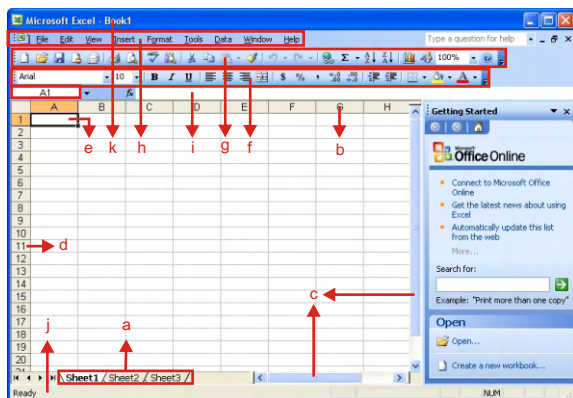 Microsoft Excel - Book1
File Edit View Insert Format Tools Data Window Help Type a question for help
Σ 100%
Arial 10 B I U $ % ,
A1 fx
A B C D E F G H
1
2
3
4
5
6
7
8
9
10
11
12
13
14
15
16
17
18
19
20
21
e k h i g f b
d
c
j
a
Getting Started
Microsoft
Office Online
Connect to Microsoft Office
Online
Get the latest news about using
Excel
Automatically update this list
from the web
More...
Search for:
Example: "Print more than one copy"
Open
Open...
Create a new workbook...
Sheet1 Sheet2 Sheet3
Ready NUM